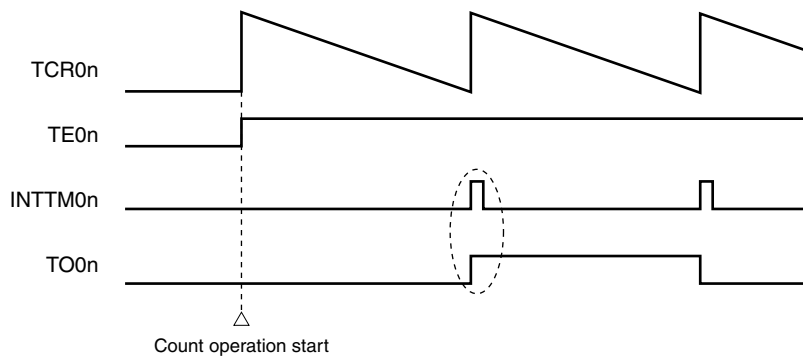 TCR0n
TE0n
INTTM0n
TO0n
Count operation start